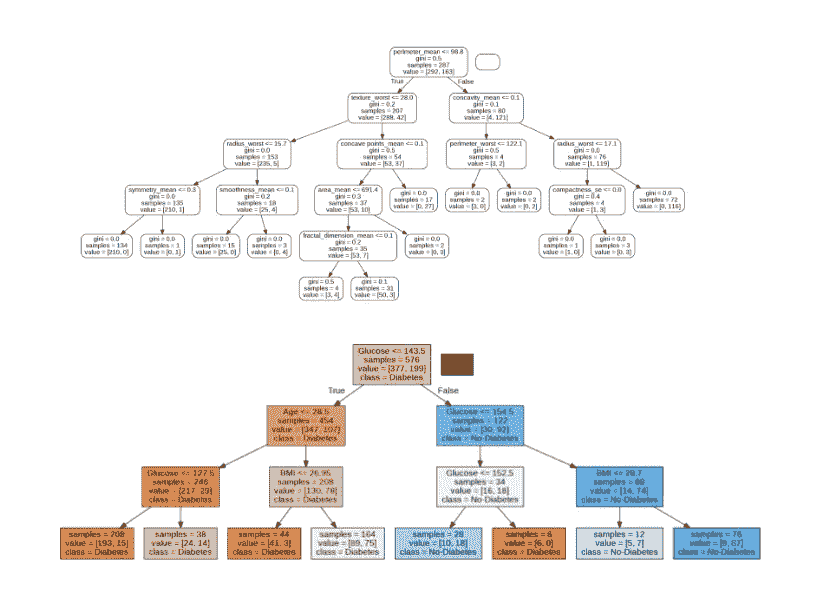 perimeter_mean <= 98.8
gini = 0.5
samples = 287
value = [292, 163]
True
False
texture_worst <= 28.0
gini = 0.2
samples = 207
value = [288, 42]
concavity_mean <= 0.1
gini = 0.1
samples = 80
value = [4, 121]
radius_worst <= 15.7
gini = 0.0
samples = 153
value = [235, 5]
concave points_mean <= 0.1
gini = 0.5
samples = 54
value = [53, 37]
perimeter_worst <= 122.1
gini = 0.5
samples = 4
value = [3, 2]
radius_worst <= 17.1
gini = 0.0
samples = 76
value = [1, 119]
symmetry_mean <= 0.3
gini = 0.0
samples = 135
value = [210, 1]
smoothness_mean <= 0.1
gini = 0.2
samples = 18
value = [25, 4]
area_mean <= 691.4
gini = 0.3
samples = 37
value = [53, 10]
gini = 0.0
samples = 17
value = [0, 27]
gini = 0.0
samples = 2
value = [3, 0]
gini = 0.0
samples = 2
value = [0, 2]
compactness_se <= 0.0
gini = 0.4
samples = 4
value = [1, 3]
gini = 0.0
samples = 72
value = [0, 116]
gini = 0.0
samples = 134
value = [210, 0]
gini = 0.0
samples = 1
value = [0, 1]
gini = 0.0
samples = 15
value = [25, 0]
gini = 0.0
samples = 3
value = [0, 4]
fractal_dimension_mean <= 0.1
gini = 0.2
samples = 35
value = [53, 7]
gini = 0.0
samples = 2
value = [0, 3]
gini = 0.0
samples = 1
value = [1, 0]
gini = 0.0
samples = 3
value = [0, 3]
gini = 0.5
samples = 4
value = [3, 4]
gini = 0.1
samples = 31
value = [50, 3]
Glucose <= 143.5
samples = 576
value = [377, 199]
class = Diabetes
True
False
Age <= 28.5
samples = 454
value = [347, 107]
class = Diabetes
Glucose <= 154.5
samples = 122
value = [30, 92]
class = No-Diabetes
Glucose <= 127.5
samples = 246
value = [217, 29]
class = Diabetes
BMI <= 26.95
samples = 208
value = [130, 78]
class = Diabetes
Glucose <= 152.5
samples = 34
value = [16, 18]
class = No-Diabetes
BMI <= 28.7
samples = 88
value = [14, 74]
class = No-Diabetes
samples = 208
value = [193, 15]
class = Diabetes
samples = 38
value = [24, 14]
class = Diabetes
samples = 44
value = [41, 3]
class = Diabetes
samples = 164
value = [89, 75]
class = Diabetes
samples = 28
value = [10, 18]
class = No-Diabetes
samples = 6
value = [6, 0]
class = Diabetes
samples = 12
value = [5, 7]
class = No-Diabetes
samples = 76
value = [9, 67]
class = No-Diabetes